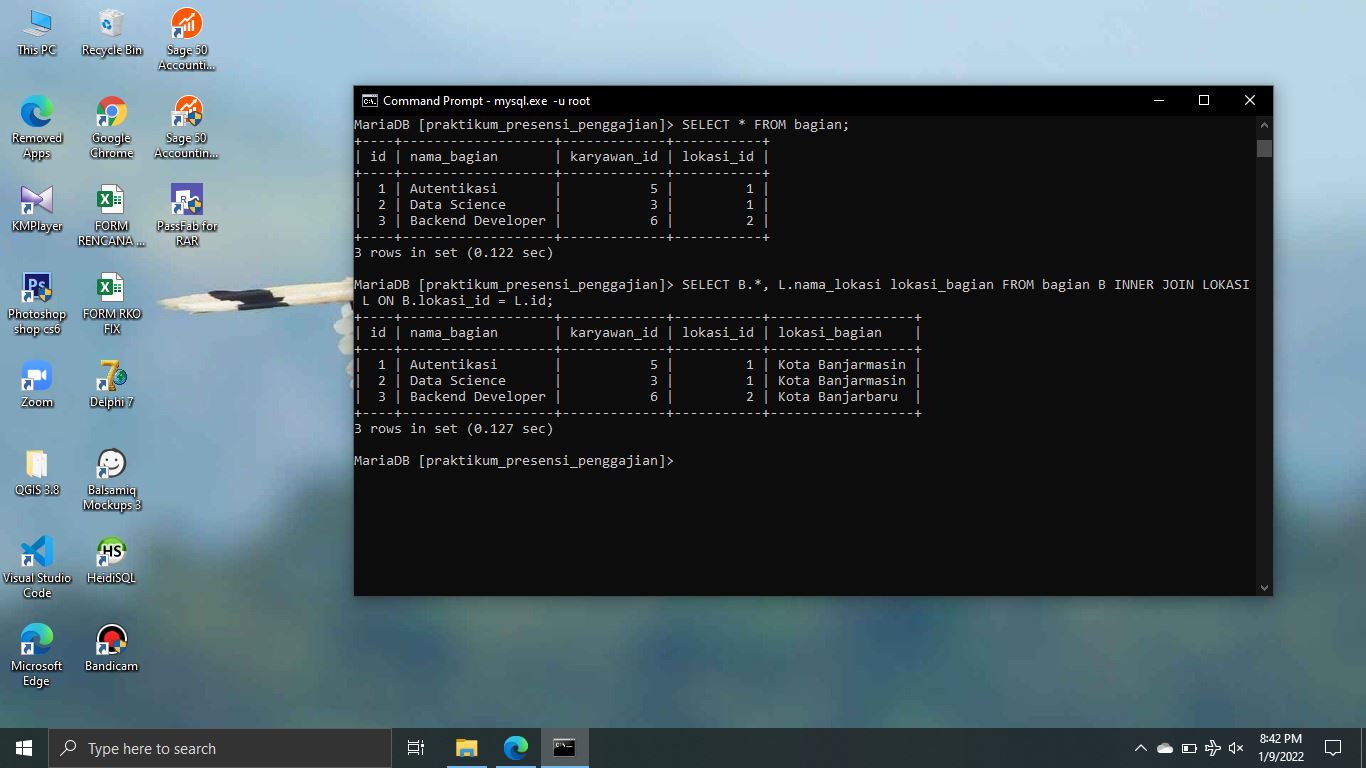 This PC
Recycle Bin
Sage 50
Accounti...
Removed
Apps
Google
Chrome
Sage 50
Accountin...
KMPlayer
FORM
RENCANA ...
PassFab for
RAR
Photoshop
shop cs6
FORM RKO
FIX
Zoom
Delphi 7
QGIS 3.8
Balsamiq
Mockups 3
Visual Studio
Code
HeidiSQL
Microsoft
Edge
Bandicam
Command Prompt - mysql.exe  -u root
MariaDB [praktikum_presensi_penggajian]> SELECT * FROM bagian;
+----+-------------------+-------------+-----------+
| id | nama_bagian       | karyawan_id | lokasi_id |
+----+-------------------+-------------+-----------+
|  1 | Autentikasi       |           5 |         1 |
|  2 | Data Science      |           3 |         1 |
|  3 | Backend Developer |           6 |         2 |
+----+-------------------+-------------+-----------+
3 rows in set (0.122 sec)
MariaDB [praktikum_presensi_penggajian]> SELECT B.*, L.nama_lokasi lokasi_bagian FROM bagian B INNER JOIN LOKASI
 L ON B.lokasi_id = L.id;
+----+-------------------+-------------+-----------+------------------+
| id | nama_bagian       | karyawan_id | lokasi_id | lokasi_bagian    |
+----+-------------------+-------------+-----------+------------------+
|  1 | Autentikasi       |           5 |         1 | Kota Banjarmasin |
|  2 | Data Science      |           3 |         1 | Kota Banjarmasin |
|  3 | Backend Developer |           6 |         2 | Kota Banjarbaru  |
+----+-------------------+-------------+-----------+------------------+
3 rows in set (0.127 sec)
MariaDB [praktikum_presensi_penggajian]>
Type here to search
8:42 PM
1/9/2022